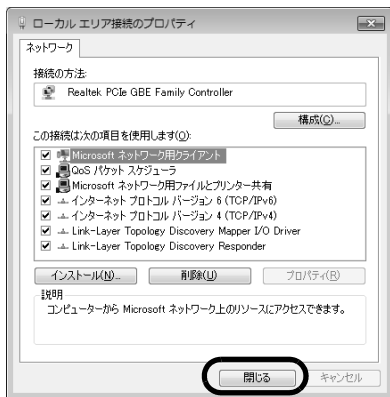 ローカル エリア接続のプロパティ
ネットワーク
接続の方法:
Realtek PCIe GBE Family Controller
構成(C)...
この接続は次の項目を使用します(O):
Microsoft ネットワーク用クライアント
QoS パケット スケジューラ
Microsoft ネットワーク用ファイルとプリンター共有
インターネット プロトコル バージョン 6 (TCP/IPv6)
インターネット プロトコル バージョン 4 (TCP/IPv4)
Link-Layer Topology Discovery Mapper I/O Driver
Link-Layer Topology Discovery Responder
インストール(N)... 削除(U) プロパティ(R)
説明
コンピューターから Microsoft ネットワーク上のリソースにアクセスできます。
閉じる キャンセル